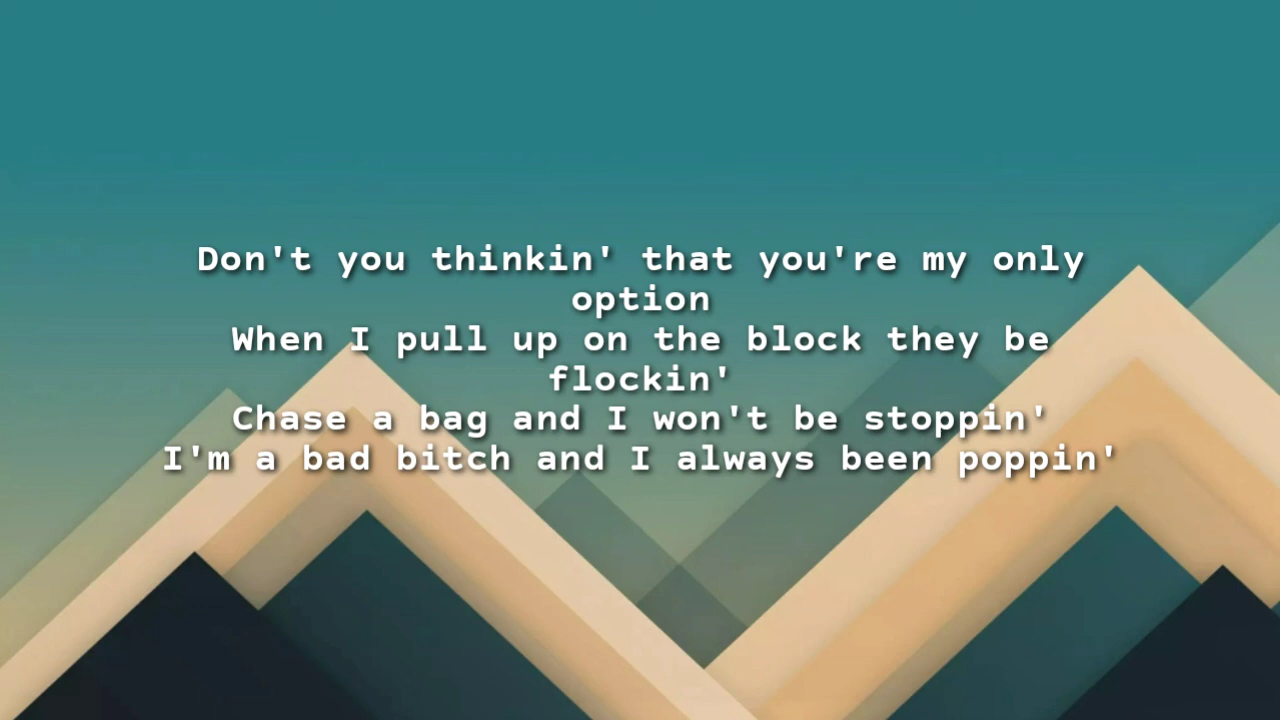 Don't you thinkin' that you're my only
option
When I pull up on the block they be
flockin'
Chase a bag and I won't be stoppin'
I'm a bad bitch and I always been poppin'